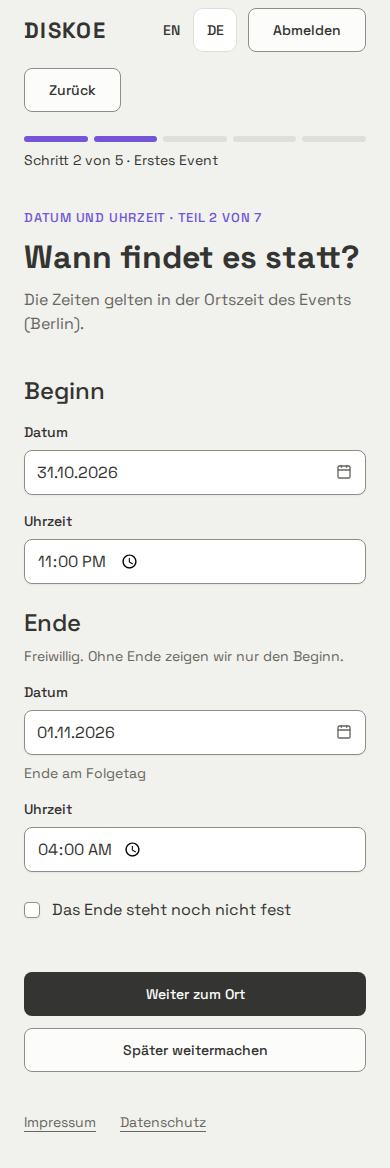 DISKOE
EN
DE
Abmelden
Zurück
Schritt 2 von 5 · Erstes Event
DATUM UND UHRZEIT · TEIL 2 VON 7
Wann findet es statt?
Die Zeiten gelten in der Ortszeit des Events
(Berlin).
Beginn
Datum
31.10.2026
Uhrzeit
11:00 PM
Ende
Freiwillig. Ohne Ende zeigen wir nur den Beginn.
Datum
01.11.2026
Ende am Folgetag
Uhrzeit
04:00 AM
Das Ende steht noch nicht fest
Weiter zum Ort
Später weitermachen
Impressum
Datenschutz